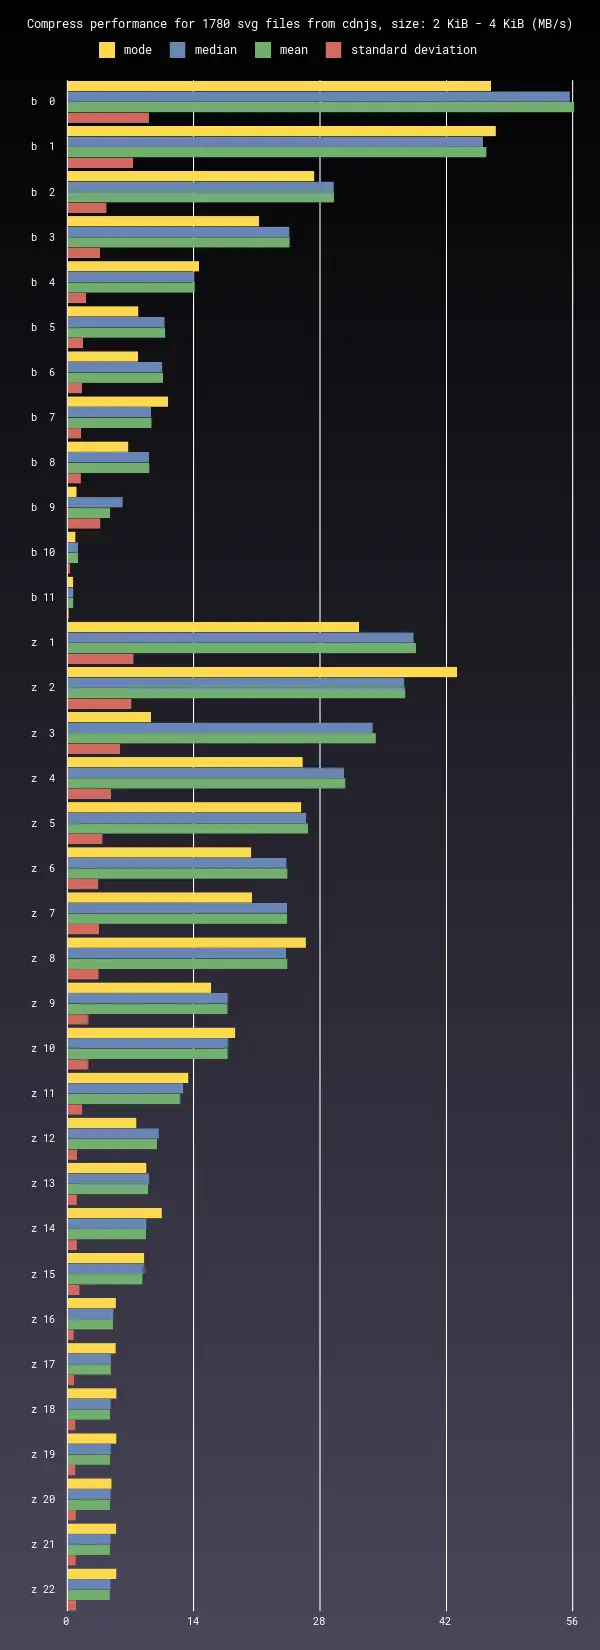 Compress performance for 1780 svg files from cdnjs, size: 2 KiB - 4 KiB (MB/s)
mode median mean standard deviation
b 0
b 1
b 2
b 3
b 4
b 5
b 6
b 7
b 8
b 9
b 10
b 11
z 1
z 2
z 3
z 4
z 5
z 6
z 7
z 8
z 9
z 10
z 11
z 12
z 13
z 14
z 15
z 16
z 17
z 18
z 19
z 20
z 21
z 22
0 14 28 42 56